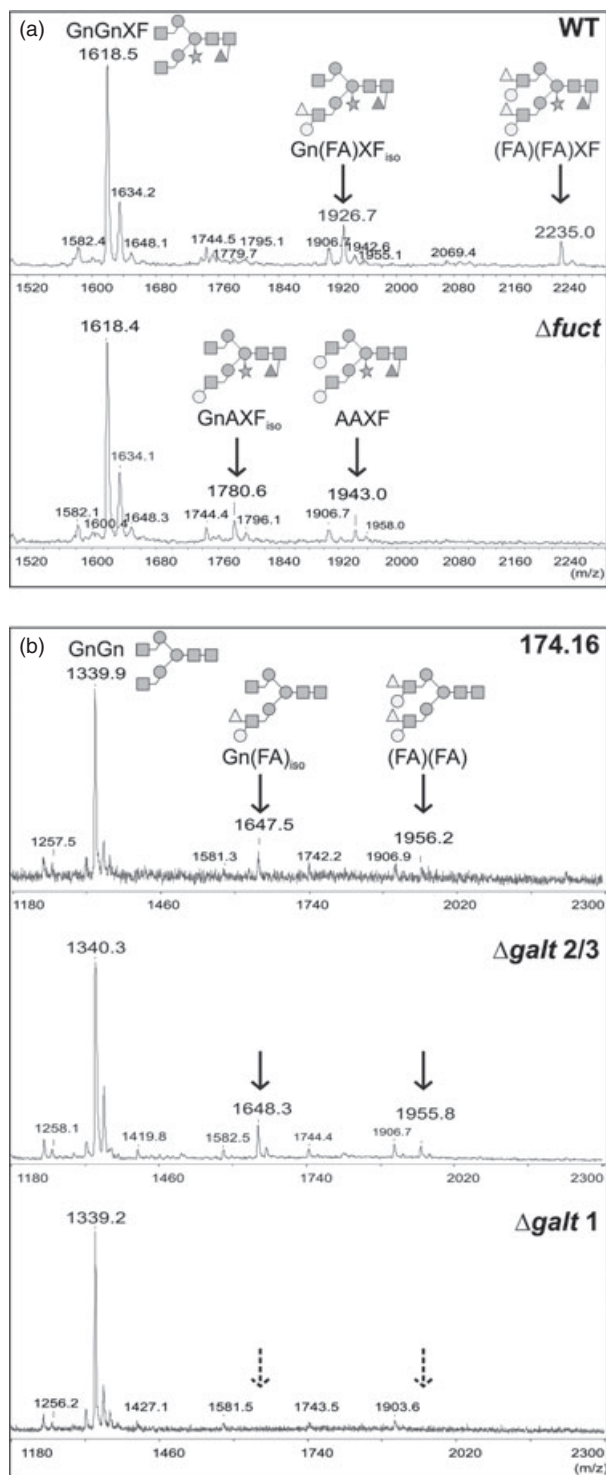 (a)
WT
GnGnXF
1618.5
Gn(FA)XFiso
(FA)(FA)XF
1634.2
1926.7
2235.0
1582.4
1648.1
1744.5
1779.7
1795.1
1906.7
1942.6
1955.1
2069.4
1520 1600 1680 1760 1840 1920 2000 2080 2160 2240
Δfuct
1618.4
GnAXFiso
AAXF
1634.1
1780.6
1943.0
1582.1
1600.4
1648.3
1744.4
1796.1
1906.7
1958.0
1520 1600 1680 1760 1840 1920 2000 2080 2160 2240
(m/z)
(b)
174.16
GnGn
1339.9
Gn(FA)iso
(FA)(FA)
1647.5
1956.2
1257.5
1581.3
1742.2
1906.9
1180 1460 1740 2020 2300
Δgalt 2/3
1340.3
1648.3
1955.8
1258.1
1419.8
1582.5
1744.4
1906.7
1180 1460 1740 2020 2300
Δgalt 1
1339.2
1256.2
1427.1
1581.5
1743.5
1903.6
1180 1460 1740 2020 2300
(m/z)